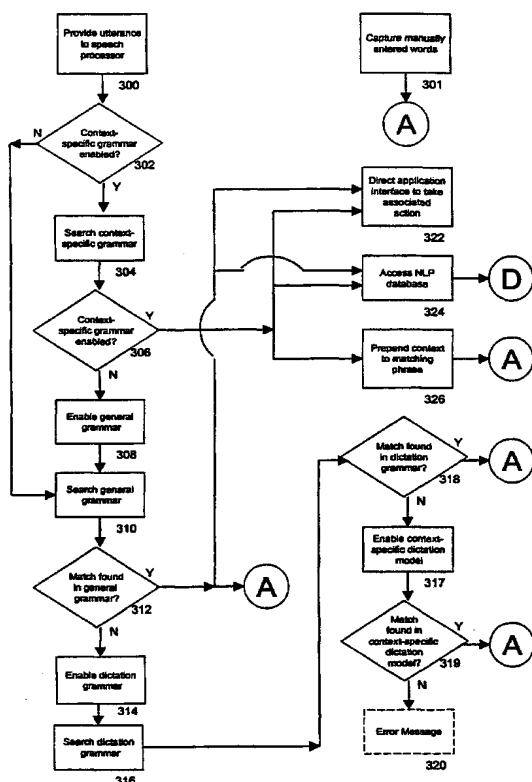 Provide utterance to
speech
processor
300
N
Context-
specific grammar
enabled?
302
Y
Search context-
specific grammar
304
Context-
specific grammar
enabled?
306
Y
N
Enable general
grammar
308
Search general
grammar
310
Match found
in general
grammar?
312
Y
N
Enable dictation
grammar
314
Search dictation
grammar
316
Capture manually
entered words
301
A
Direct application
interface to take
associated
action
322
Access NLP
database
324
D
Prepend context
to matching
phrase
326
A
A
Match found
in dictation
grammar?
318
Y
A
N
Enable context-
specific dictation
model
317
Match
found in
context-specific
dictation
model?
319
Y
A
N
Error Message
320